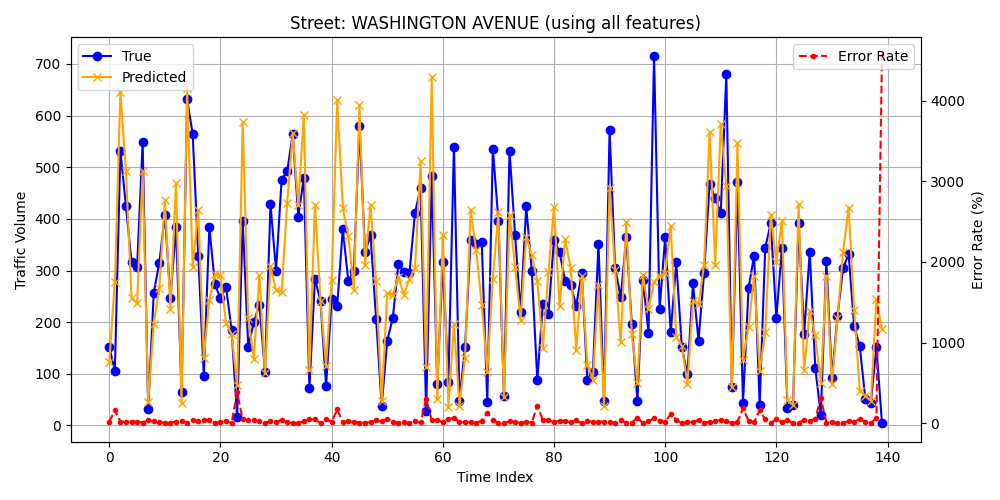 Street: WASHINGTON AVENUE (using all features)
True
Predicted
Error Rate
Traffic Volume
700
600
500
400
300
200
100
0
4000
3000
2000
1000
0
Error Rate (%)
0 20 40 60 80 100 120 140
Time Index